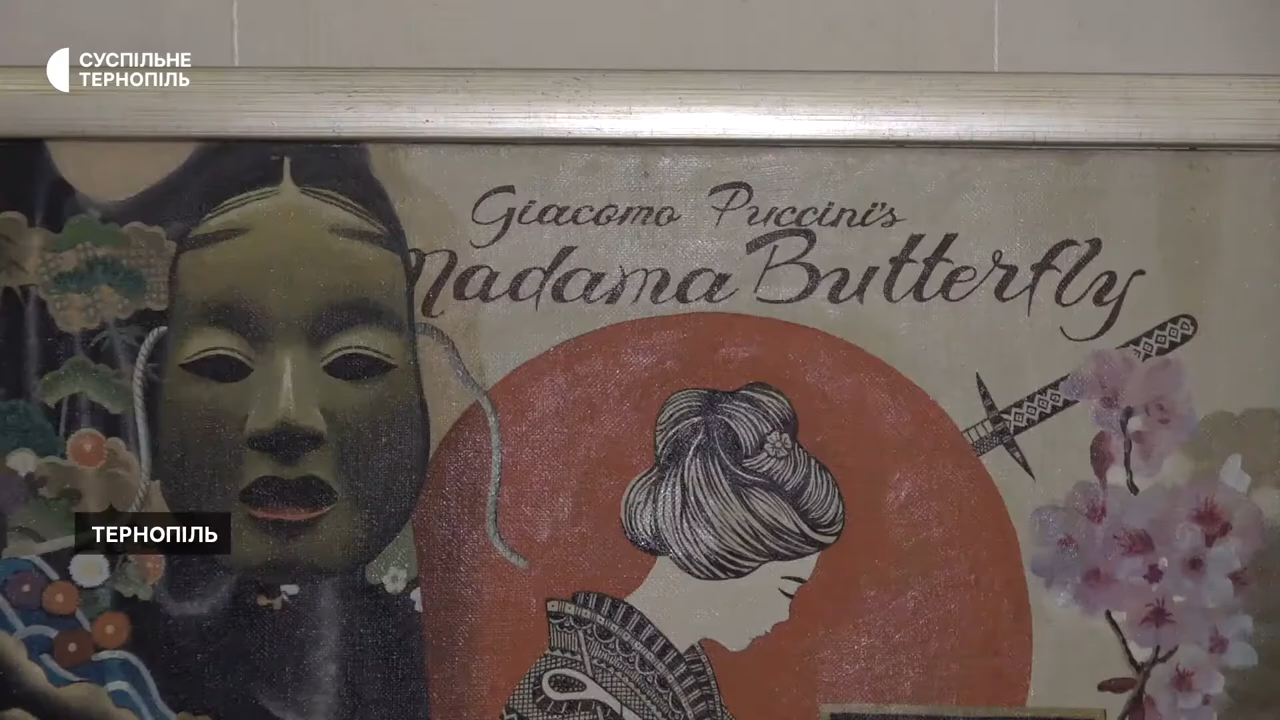 СУСПІЛЬНЕ
ТЕРНОПІЛЬ
Giacomo Puccini's
Madama Butterfly
ТЕРНОПІЛЬ